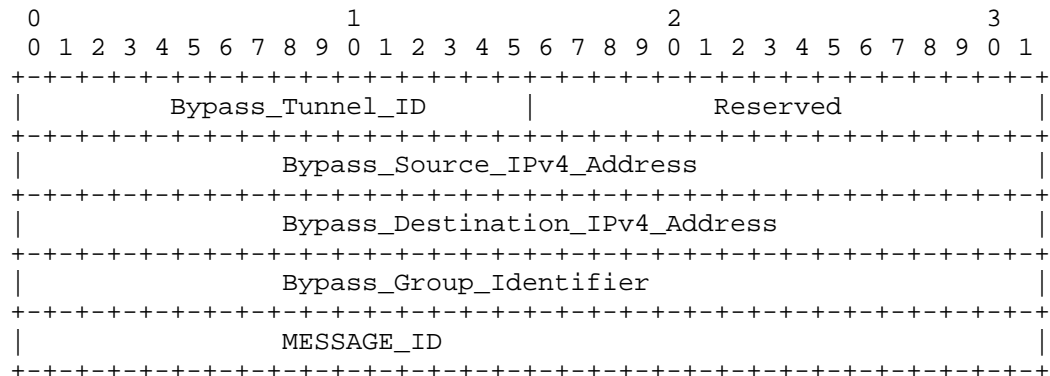 0                   1                   2                   3
 0 1 2 3 4 5 6 7 8 9 0 1 2 3 4 5 6 7 8 9 0 1 2 3 4 5 6 7 8 9 0 1
+-+-+-+-+-+-+-+-+-+-+-+-+-+-+-+-+-+-+-+-+-+-+-+-+-+-+-+-+-+-+-+-+
|         Bypass_Tunnel_ID      |           Reserved            |
+-+-+-+-+-+-+-+-+-+-+-+-+-+-+-+-+-+-+-+-+-+-+-+-+-+-+-+-+-+-+-+-+
|                Bypass_Source_IPv4_Address                     |
+-+-+-+-+-+-+-+-+-+-+-+-+-+-+-+-+-+-+-+-+-+-+-+-+-+-+-+-+-+-+-+-+
|                Bypass_Destination_IPv4_Address                |
+-+-+-+-+-+-+-+-+-+-+-+-+-+-+-+-+-+-+-+-+-+-+-+-+-+-+-+-+-+-+-+-+
|                Bypass_Group_Identifier                        |
+-+-+-+-+-+-+-+-+-+-+-+-+-+-+-+-+-+-+-+-+-+-+-+-+-+-+-+-+-+-+-+-+
|                MESSAGE_ID                                     |
+-+-+-+-+-+-+-+-+-+-+-+-+-+-+-+-+-+-+-+-+-+-+-+-+-+-+-+-+-+-+-+-+